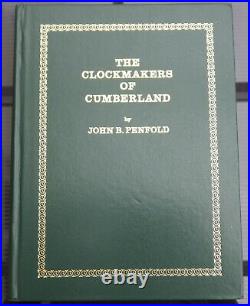 THE
CLOCKMAKERS
OF
CUMBERLAND
by
JOHN B. PENFOLD